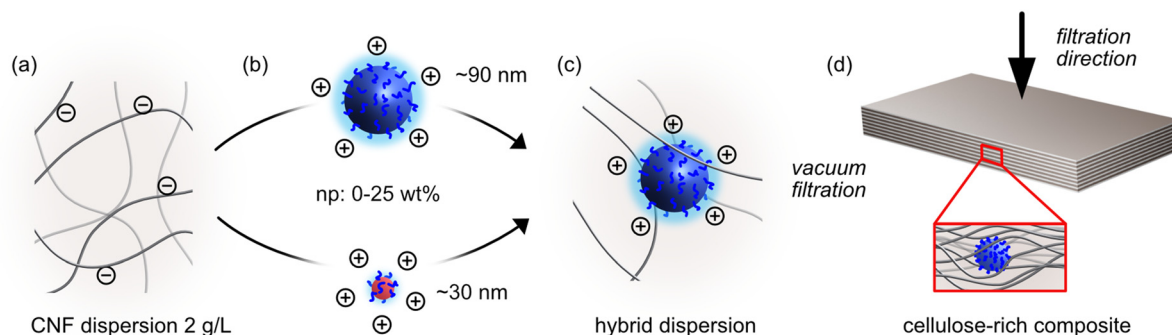 (a)
CNF dispersion 2 g/L
(b)
~90 nm
np: 0-25 wt%
~30 nm
(c)
hybrid dispersion
vacuum
filtration
(d)
filtration
direction
cellulose-rich composite